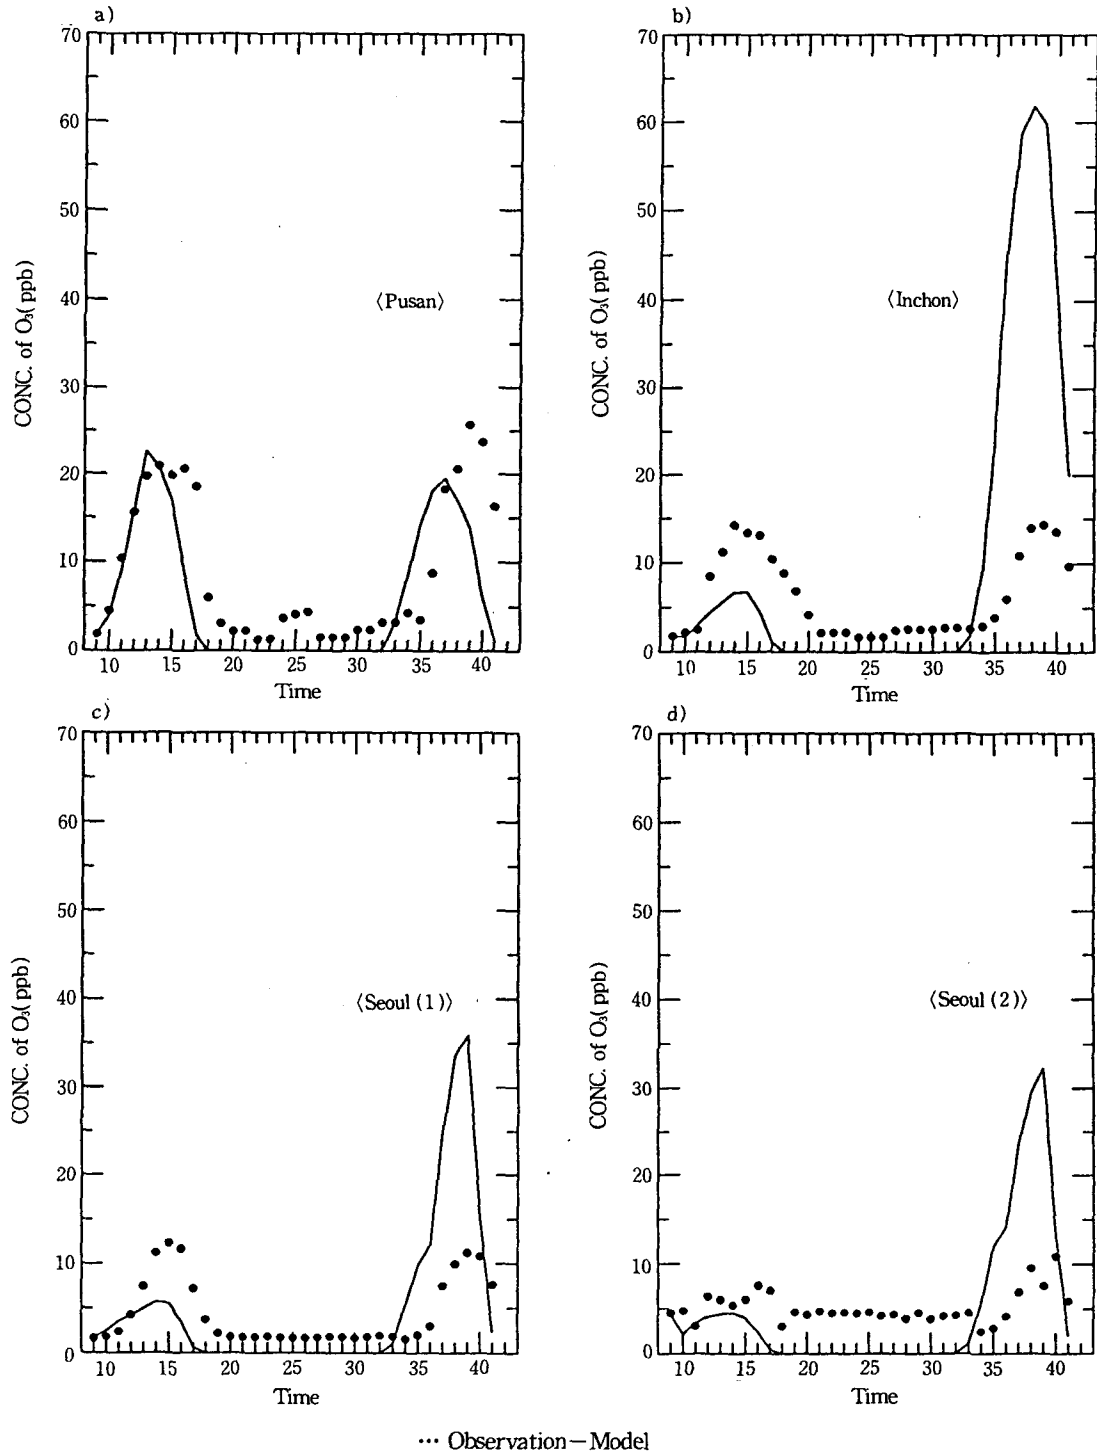 a)
70
60
50
40
30
20
10
0
CONC. of O₃(ppb)
⟨Pusan⟩
10 15 20 25 30 35 40
Time
b)
70
60
50
40
30
20
10
0
CONC. of O₃(ppb)
⟨Inchon⟩
10 15 20 25 30 35 40
Time
c)
70
60
50
40
30
20
10
0
CONC. of O₃(ppb)
⟨Seoul (1)⟩
10 15 20 25 30 35 40
Time
d)
70
60
50
40
30
20
10
0
CONC. of O₃(ppb)
⟨Seoul (2)⟩
10 15 20 25 30 35 40
Time
••• Observation—Model